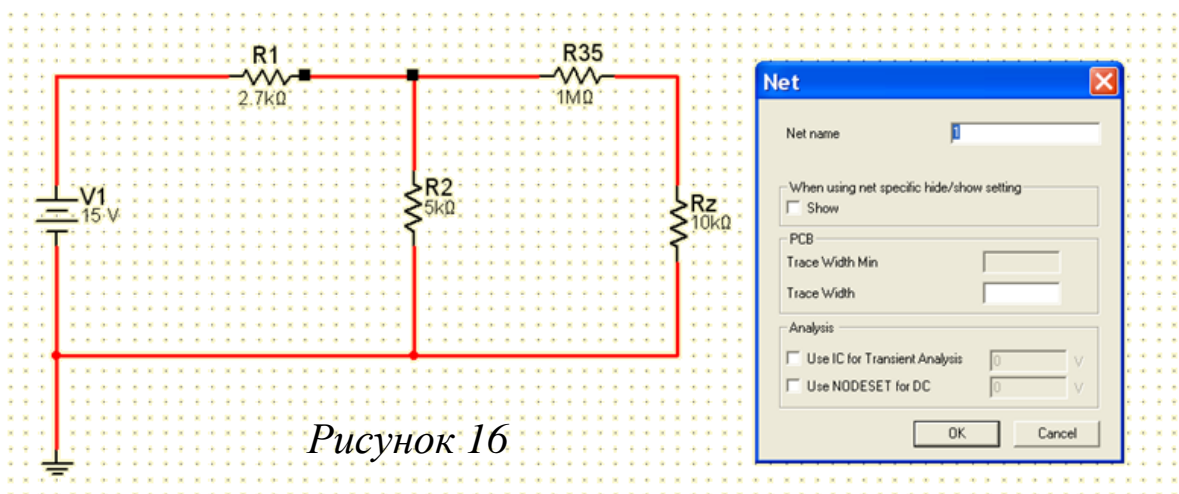 R1
2.7kΩ
R35
1MΩ
V1
15 V
R2
5kΩ
Rz
10kΩ
Рисунок 16
Net
Net name
1
When using net specific hide/show setting
Show
PCB
Trace Width Min
Trace Width
Analysis
Use IC for Transient Analysis
0
V
Use NODESET for DC
0
V
OK
Cancel